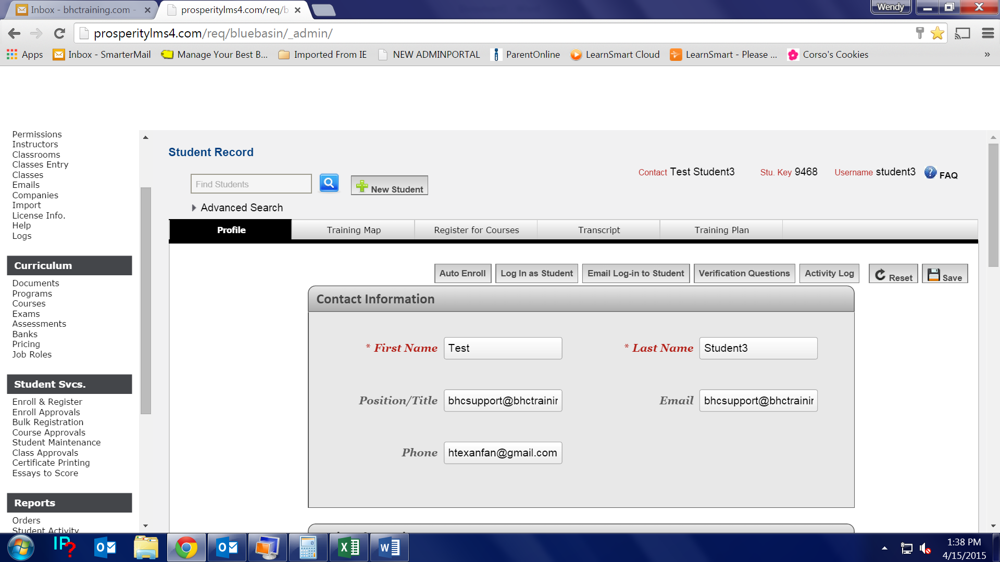 Inbox - bhctraining.com -
prosperitylms4.com/req/b
Wendy
prosperitylms4.com/req/bluebasin/_admin/
Apps
Inbox - SmarterMail
Manage Your Best B...
Imported From IE
NEW ADMINPORTAL
ParentOnline
LearnSmart Cloud
LearnSmart - Please ...
Corso's Cookies
»
Permissions
Instructors
Classrooms
Classes Entry
Classes
Emails
Companies
Import
License Info.
Help
Logs
Curriculum
Documents
Programs
Courses
Exams
Assessments
Banks
Pricing
Job Roles
Student Svcs.
Enroll & Register
Enroll Approvals
Bulk Registration
Course Approvals
Student Maintenance
Class Approvals
Certificate Printing
Essays to Score
Reports
Orders
Student Activity
Student Record
Find Students
New Student
Contact Test Student3
Stu. Key 9468
Username student3
FAQ
Advanced Search
Profile
Training Map
Register for Courses
Transcript
Training Plan
Auto Enroll
Log In as Student
Email Log-in to Student
Verification Questions
Activity Log
Reset
Save
Contact Information
* First Name Test
* Last Name Student3
Position/Title bhcsupport@bhctrainin
Email bhcsupport@bhctrainin
Phone htexanfan@gmail.com
1:38 PM
4/15/2015